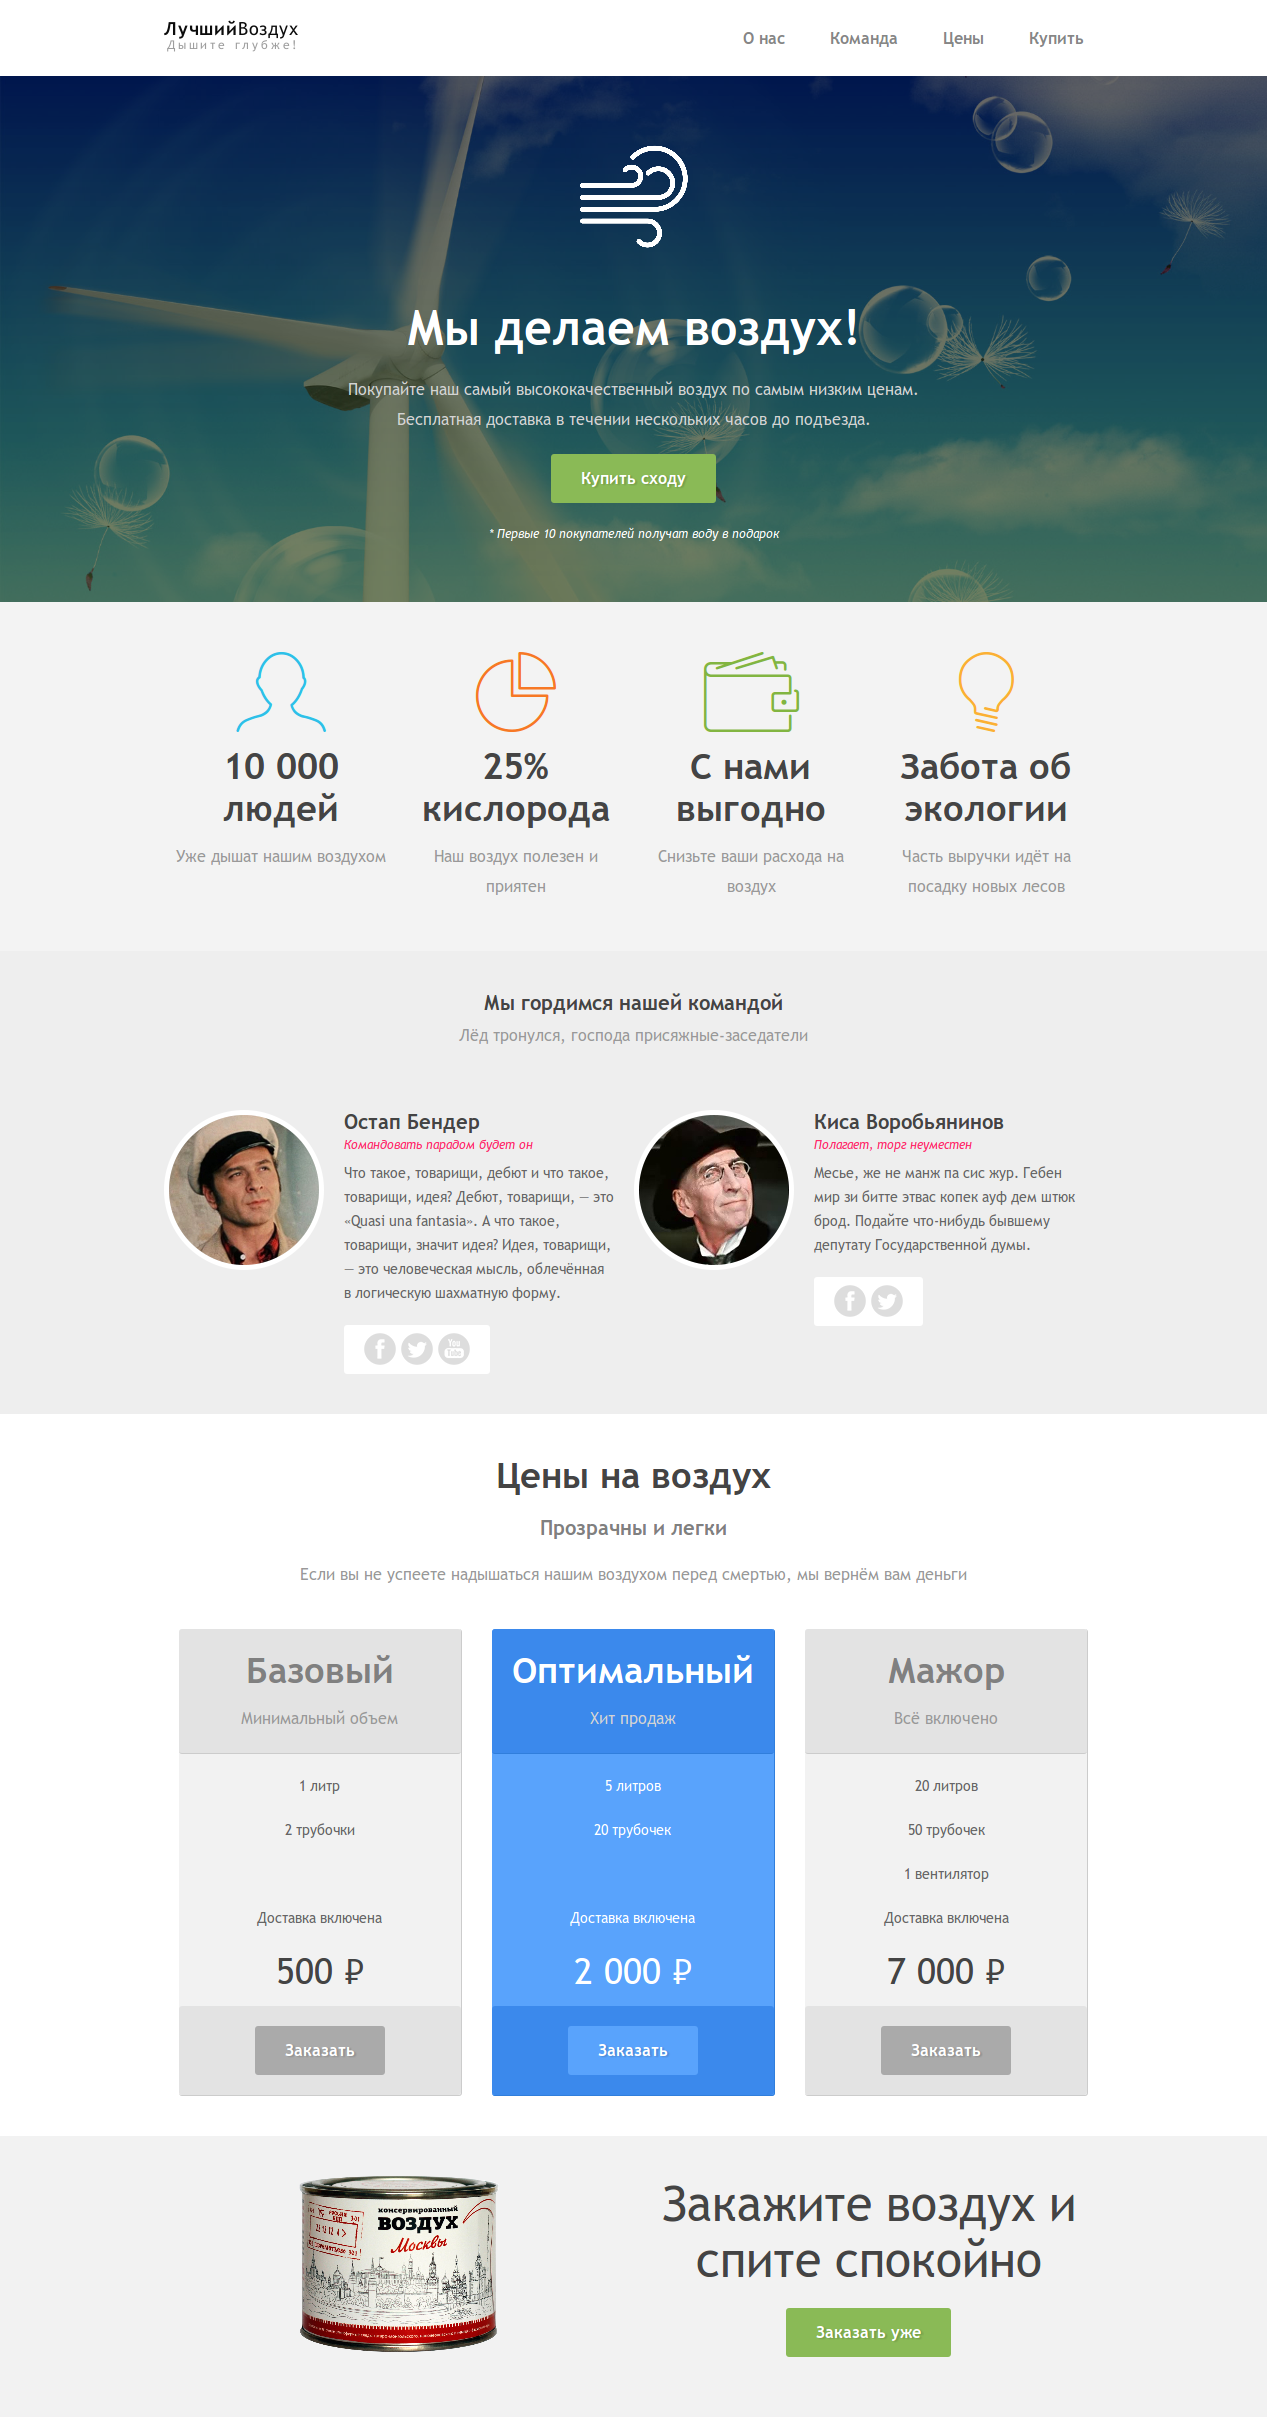 ЛучшийВоздух
Дышите глубже!
О нас Команда Цены Купить
Мы делаем воздух!
Покупайте наш самый высококачественный воздух по самым низким ценам.
Бесплатная доставка в течении нескольких часов до подъезда.
Купить сходу
* Первые 10 покупателей получат воду в подарок
10 000
людей
Уже дышат нашим воздухом
25%
кислорода
Наш воздух полезен и
приятен
С нами
выгодно
Снизьте ваши расхода на
воздух
Забота об
экологии
Часть выручки идёт на
посадку новых лесов
Мы гордимся нашей командой
Лёд тронулся, господа присяжные-заседатели
Остап Бендер
Командовать парадом будет он
Что такое, товарищи, дебют и что такое,
товарищи, идея? Дебют, товарищи, — это
«Quasi una fantasia». А что такое,
товарищи, значит идея? Идея, товарищи,
— это человеческая мысль, облечённая
в логическую шахматную форму.
You
Tube
Киса Воробьянинов
Полагает, торг неуместен
Месье, же не манж па сис жур. Гебен
мир зи битте этвас копек ауф дем штюк
брод. Подайте что-нибудь бывшему
депутату Государственной думы.
Цены на воздух
Прозрачны и легки
Если вы не успеете надышаться нашим воздухом перед смертью, мы вернём вам деньги
Базовый
Минимальный объем
1 литр
2 трубочки
Доставка включена
500 ₽
Заказать
Оптимальный
Хит продаж
5 литров
20 трубочек
Доставка включена
2 000 ₽
Заказать
Мажор
Всё включено
20 литров
50 трубочек
1 вентилятор
Доставка включена
7 000 ₽
Заказать
консервированный
ВОЗДУХ
Москвы
Закажите воздух и
спите спокойно
Заказать уже